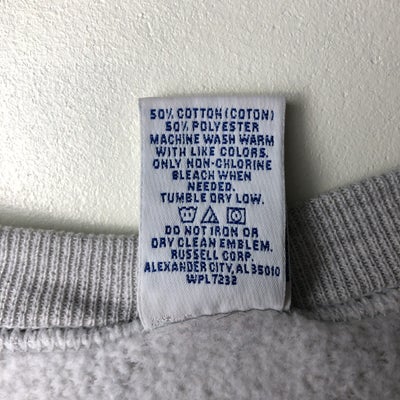 50% COTTON (COTON)
50% POLYESTER
MACHINE WASH WARM
WITH LIKE COLORS.
ONLY NON-CHLORINE
BLEACH WHEN
NEEDED.
TUMBLE DRY LOW.
DO NOT IRON OR
DRY CLEAN EMBLEM.
RUSSELL CORP.
ALEXANDER CITY, AL 35010
WPL 7232